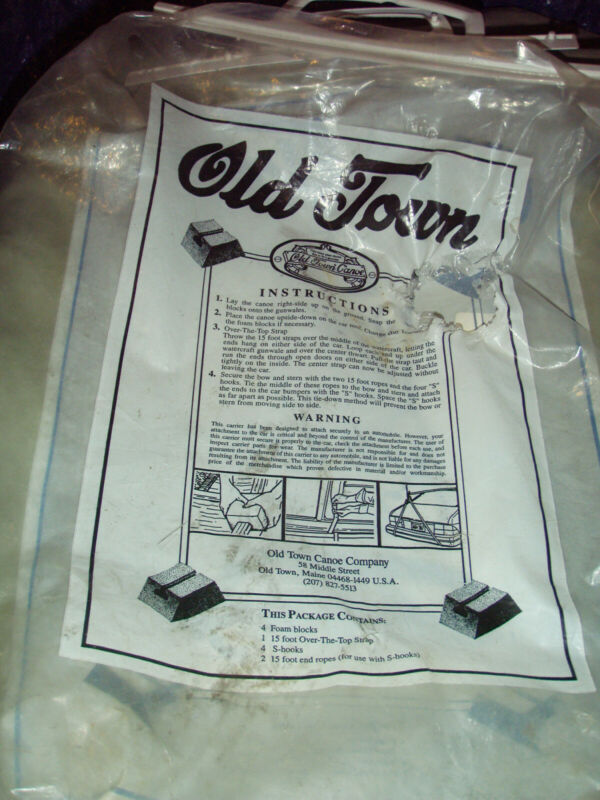 Old Town
Old Town Canoe
INSTRUCTIONS
1. Lay the canoe right-side up on the ground. Snap the
blocks onto the gunwales.
2. Place the canoe upside-down on the car roof. Change
the foam blocks if necessary.
3. Over-The-Top Strap
Throw the 15 foot straps over the middle of the watercraft, letting the
ends hang on either side of the car. Loop each end up under the
watercraft gunwale and over the center thwart. Pull the strap taut and
run the ends through open doors on either side of the car. Buckle
tightly on the inside. The center strap can now be adjusted without
leaving the car.
4. Secure the bow and stern with the two 15 foot ropes and the four "S"
hooks. Tie the middle of these ropes to the bow and stern and attach
the ends to the car bumpers with the "S" hooks. Space the "S" hooks
as far apart as possible. This tie-down method will prevent the bow or
stern from moving side to side.
WARNING
This carrier has been designed to attach securely to an automobile. However, your
attachment to the car is critical and beyond the control of the manufacturer. The user of
this carrier must secure it properly to the car, check the attachment before each use, and
inspect carrier parts for wear. The manufacturer is not responsible for and does not
guarantee the attachment of this carrier to any automobile, and is not liable for any damages
resulting from its attachment. The liability of the manufacturer is limited to the purchase
price of the merchandise which proves defective in material and/or workmanship.
Old Town Canoe Company
58 Middle Street
Old Town, Maine 04468-1449 U.S.A.
(207) 827-5513
THIS PACKAGE CONTAINS:
4 Foam blocks
1 15 foot Over-The-Top Strap
4 S-hooks
2 15 foot end ropes (for use with S-hooks)